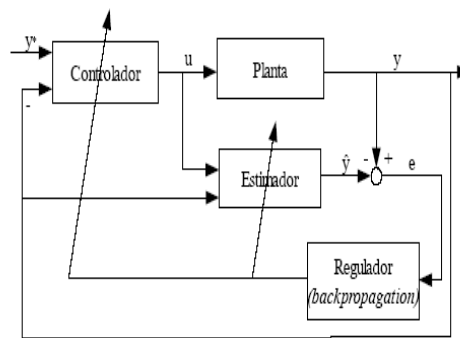 y*
Controlador
-
u
Planta
y
Estimador
ŷ
- +
e
Regulador
(backpropagation)